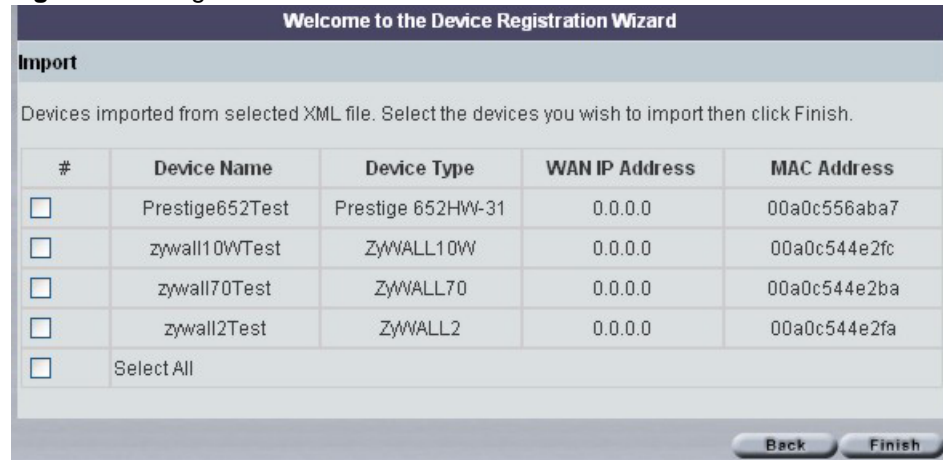 Welcome to the Device Registration Wizard
Import
Devices imported from selected XML file. Select the devices you wish to import then click Finish.
# Device Name Device Type WAN IP Address MAC Address
Prestige652Test Prestige 652HW-31 0.0.0.0 00a0c556aba7
zywall10WTest ZyWALL10W 0.0.0.0 00a0c544e2fc
zywall70Test ZyWALL70 0.0.0.0 00a0c544e2ba
zywall2Test ZyWALL2 0.0.0.0 00a0c544e2fa
Select All
Back Finish